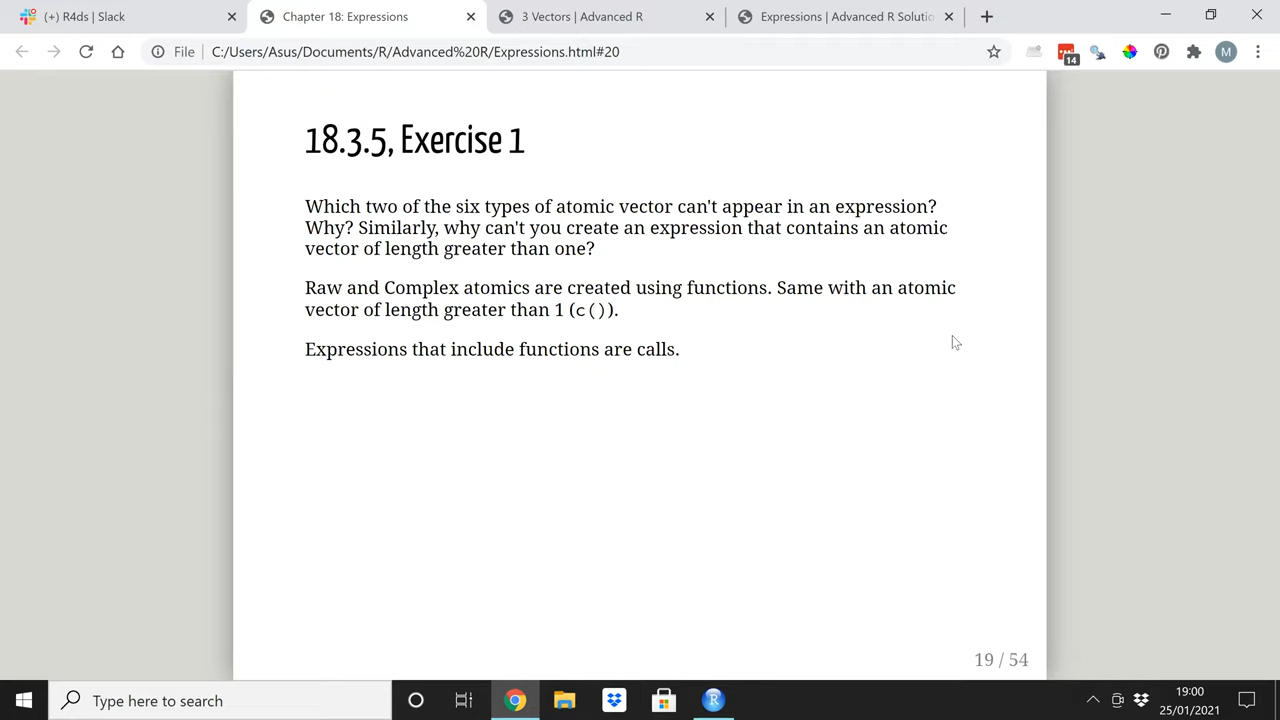 (+) R4ds | Slack
Chapter 18: Expressions
3 Vectors | Advanced R
Expressions | Advanced R Solutio
File
C:/Users/Asus/Documents/R/Advanced%20R/Expressions.html#20
14
M
18.3.5, Exercise 1
Which two of the six types of atomic vector can't appear in an expression?
Why? Similarly, why can't you create an expression that contains an atomic
vector of length greater than one?
Raw and Complex atomics are created using functions. Same with an atomic
vector of length greater than 1 (c()).
Expressions that include functions are calls.
19 / 54
Type here to search
R
19:00
25/01/2021